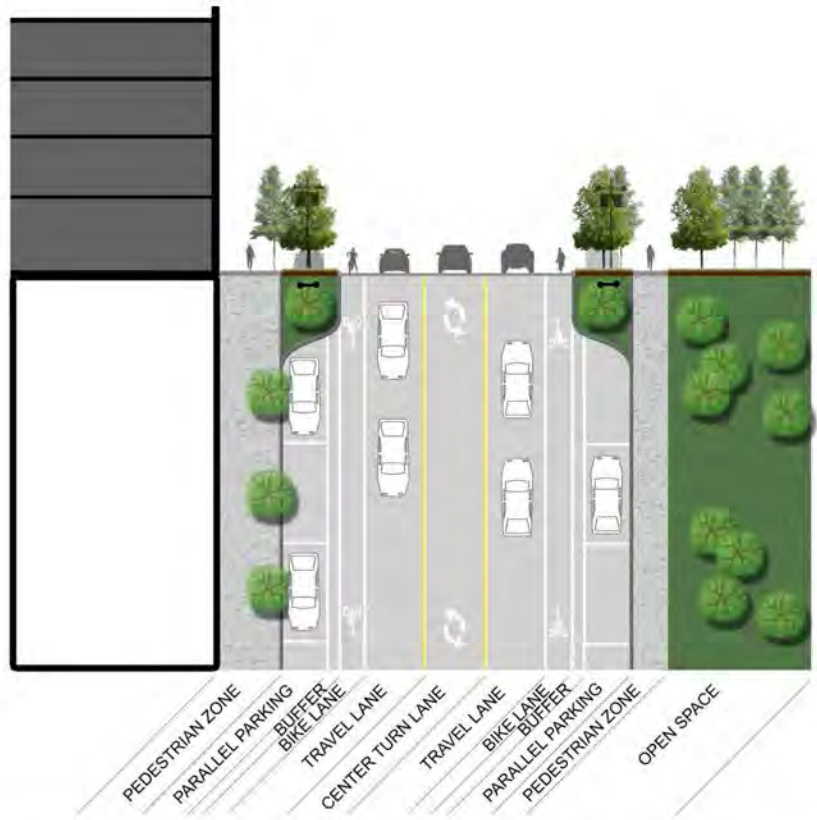 PEDESTRIAN ZONE
PARALLEL PARKING
BUFFER
BIKE LANE
TRAVEL LANE
CENTER TURN LANE
TRAVEL LANE
BIKE LANE
BUFFER
PARALLEL PARKING
PEDESTRIAN ZONE
OPEN SPACE